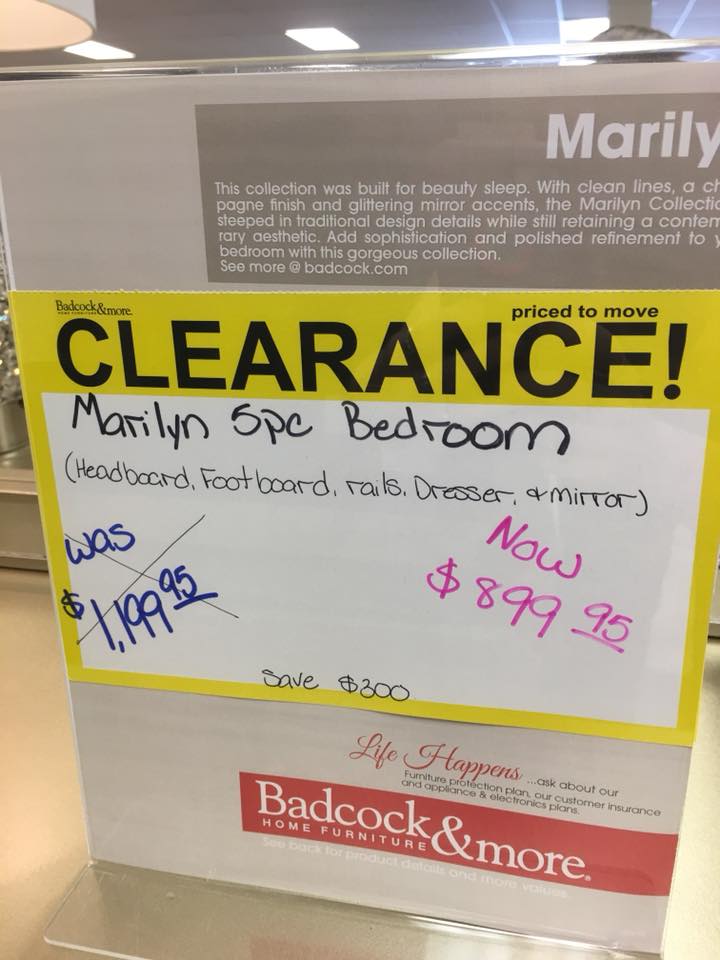 Marily
This collection was built for beauty sleep. With clean lines, a ch
pagne finish and glittering mirror accents, the Marilyn Collectio
steeped in traditional design details while still retaining a contem
rary aesthetic. Add sophistication and polished refinement to y
bedroom with this gorgeous collection.
See more @ badcock.com
Badcock&more.
HOME FURNITURE
priced to move
CLEARANCE!
Marilyn 5pc Bedroom
(Headboard, Footboard, rails, Dresser, & mirror)
was
$1,199.95
Now
$899.95
Save $300
Life Happens ...ask about our
Furniture protection plan, our customer insurance
and appliance & electronics plans.
Badcock&more.
HOME FURNITURE
See back for product details and more values